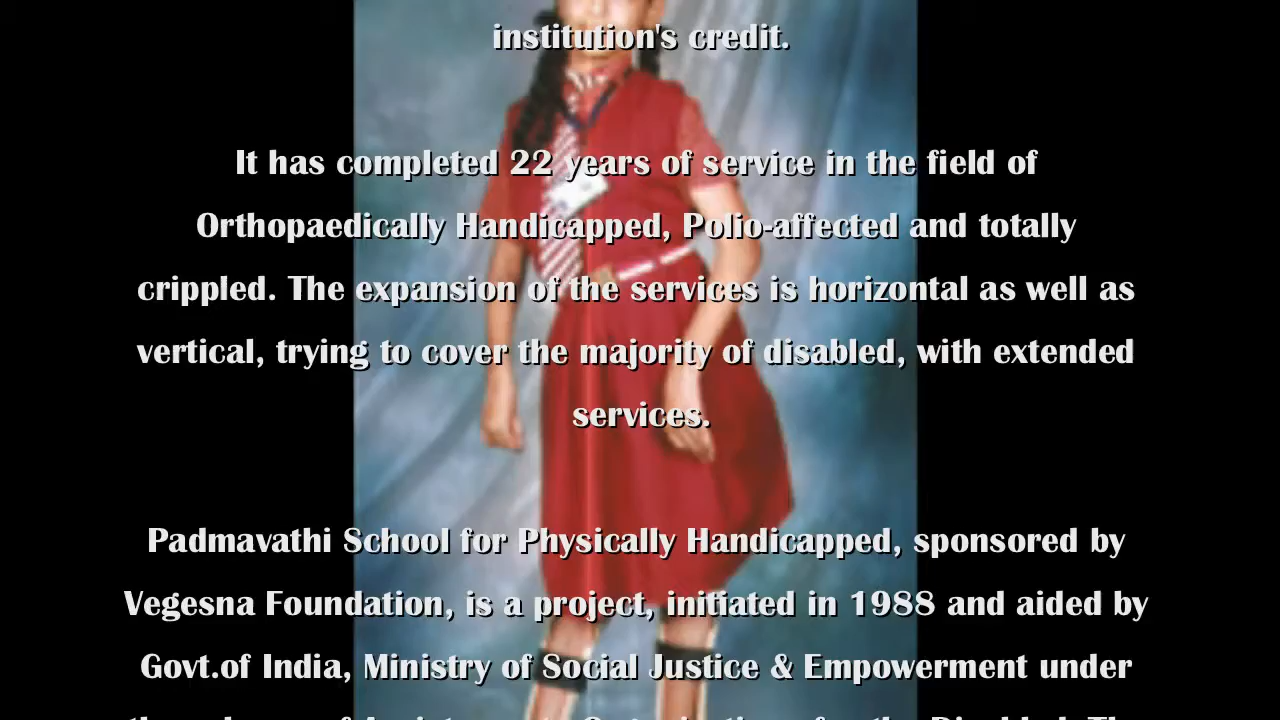 institution's credit.
It has completed 22 years of service in the field of
Orthopaedically Handicapped, Polio-affected and totally
crippled. The expansion of the services is horizontal as well as
vertical, trying to cover the majority of disabled, with extended
services.
Padmavathi School for Physically Handicapped, sponsored by
Vegesna Foundation, is a project, initiated in 1988 and aided by
Govt.of India, Ministry of Social Justice & Empowerment under